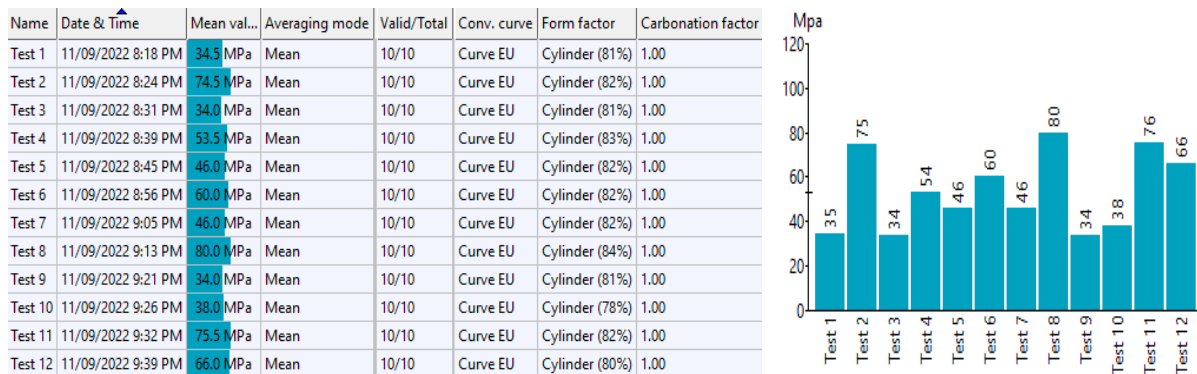 Name Date & Time Mean val... Averaging mode Valid/Total Conv. curve Form factor Carbonation factor
Test 1 11/09/2022 8:18 PM 34.5 MPa Mean 10/10 Curve EU Cylinder (81%) 1.00
Test 2 11/09/2022 8:24 PM 74.5 MPa Mean 10/10 Curve EU Cylinder (82%) 1.00
Test 3 11/09/2022 8:31 PM 34.0 MPa Mean 10/10 Curve EU Cylinder (81%) 1.00
Test 4 11/09/2022 8:39 PM 53.5 MPa Mean 10/10 Curve EU Cylinder (83%) 1.00
Test 5 11/09/2022 8:45 PM 46.0 MPa Mean 10/10 Curve EU Cylinder (82%) 1.00
Test 6 11/09/2022 8:56 PM 60.0 MPa Mean 10/10 Curve EU Cylinder (82%) 1.00
Test 7 11/09/2022 9:05 PM 46.0 MPa Mean 10/10 Curve EU Cylinder (82%) 1.00
Test 8 11/09/2022 9:13 PM 80.0 MPa Mean 10/10 Curve EU Cylinder (84%) 1.00
Test 9 11/09/2022 9:21 PM 34.0 MPa Mean 10/10 Curve EU Cylinder (81%) 1.00
Test 10 11/09/2022 9:26 PM 38.0 MPa Mean 10/10 Curve EU Cylinder (78%) 1.00
Test 11 11/09/2022 9:32 PM 75.5 MPa Mean 10/10 Curve EU Cylinder (82%) 1.00
Test 12 11/09/2022 9:39 PM 66.0 MPa Mean 10/10 Curve EU Cylinder (80%) 1.00
Mpa
120
100
80
60
40
20
0
35 75 34 54 46 60 46 80 34 38 76 66
Test 1 Test 2 Test 3 Test 4 Test 5 Test 6 Test 7 Test 8 Test 9 Test 10 Test 11 Test 12